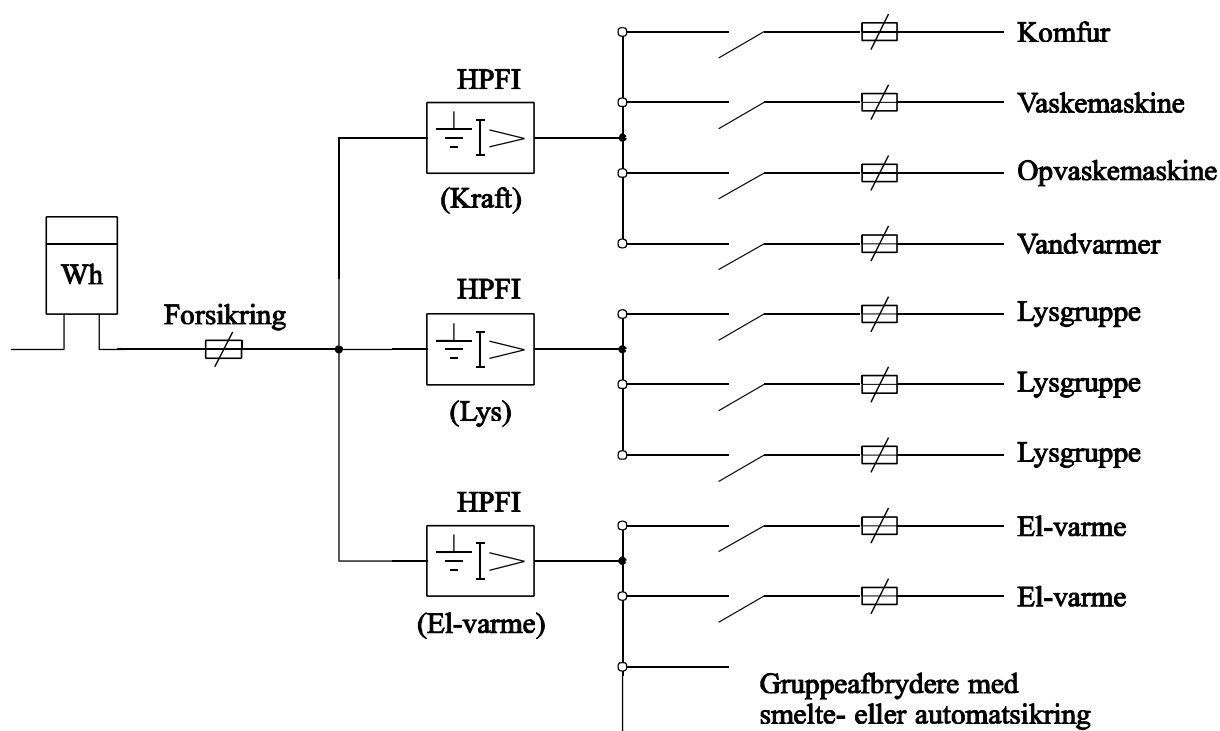 Komfur
HPFI
Vaskemaskine
Opvaskemaskine
(Kraft)
Vandvarmer
Wh
HPFI
Forsikring
Lysgruppe
Lysgruppe
(Lys)
Lysgruppe
HPFI
El-varme
El-varme
(El-varme)
Gruppeafbrydere med
smelte- eller automatsikring